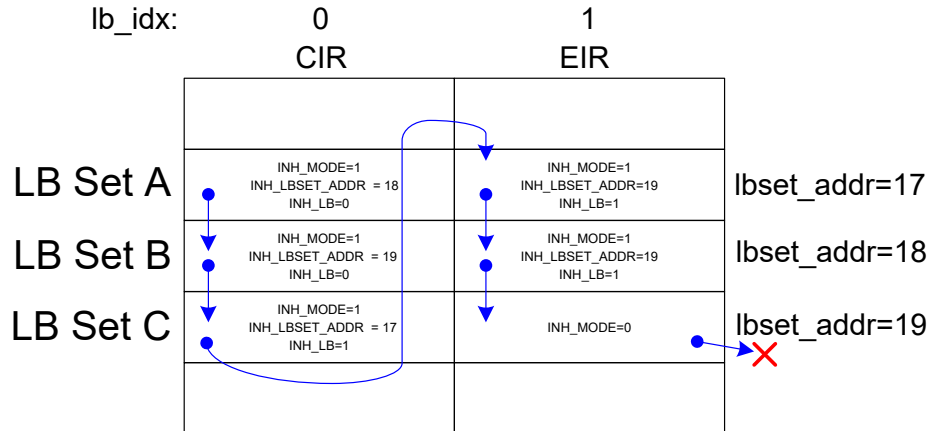 lb_idx: 0 1
CIR EIR
LB Set A
INH_MODE=1
INH_LBSET_ADDR = 18
INH_LB=0
INH_MODE=1
INH_LBSET_ADDR=19
INH_LB=1
lbset_addr=17
LB Set B
INH_MODE=1
INH_LBSET_ADDR = 19
INH_LB=0
INH_MODE=1
INH_LBSET_ADDR=19
INH_LB=1
lbset_addr=18
LB Set C
INH_MODE=1
INH_LBSET_ADDR = 17
INH_LB=1
INH_MODE=0
lbset_addr=19